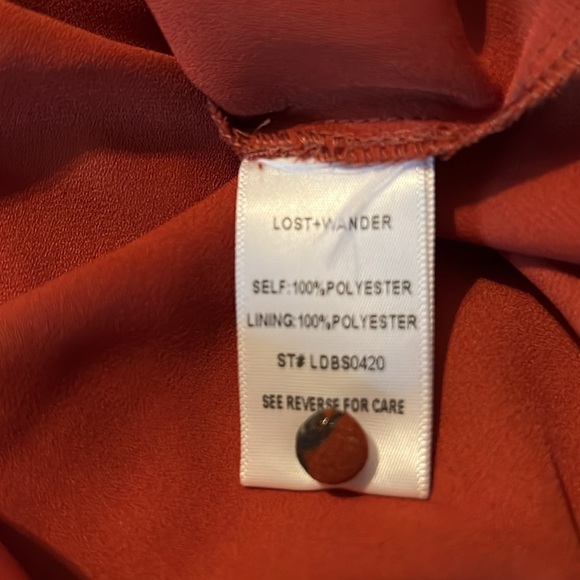 LOST+WANDER
SELF:100%POLYESTER
LINING:100%POLYESTER
ST# LDBS0420
SEE REVERSE FOR CARE